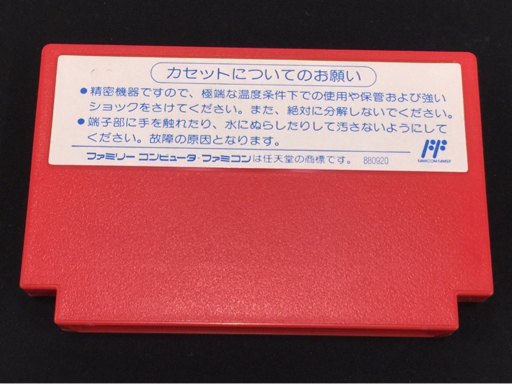 カセットについてのお願い
●精密機器ですので、極端な温度条件下での使用や保管および強い
ショックをさけてください。また、絶対に分解しないでください。
●端子部に手を触れたり、水にぬらしたりして汚さないようにして
ください。故障の原因となります。
ファミリーコンピュータ・ファミコンは任天堂の商標です。 880920
FF